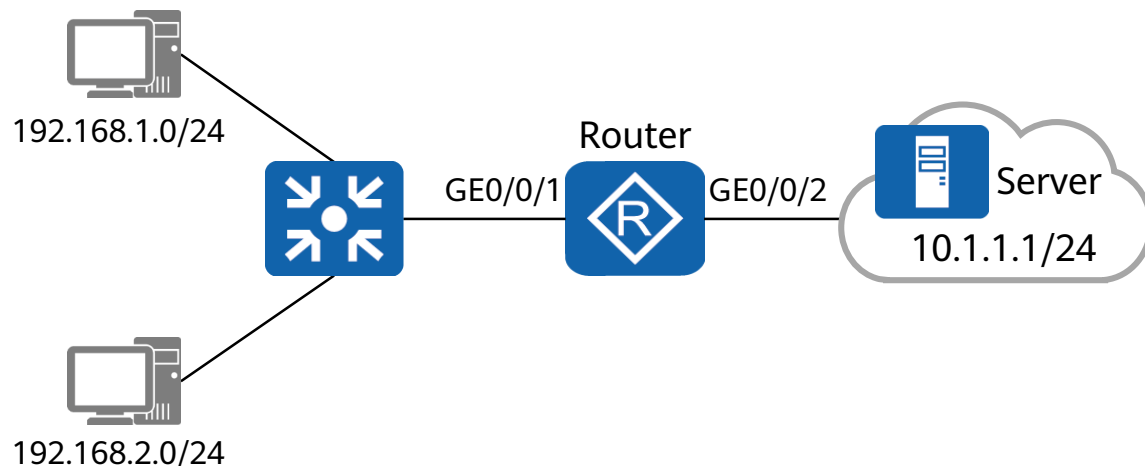 192.168.1.0/24
Router
GE0/0/1
R
GE0/0/2
Server
10.1.1.1/24
192.168.2.0/24